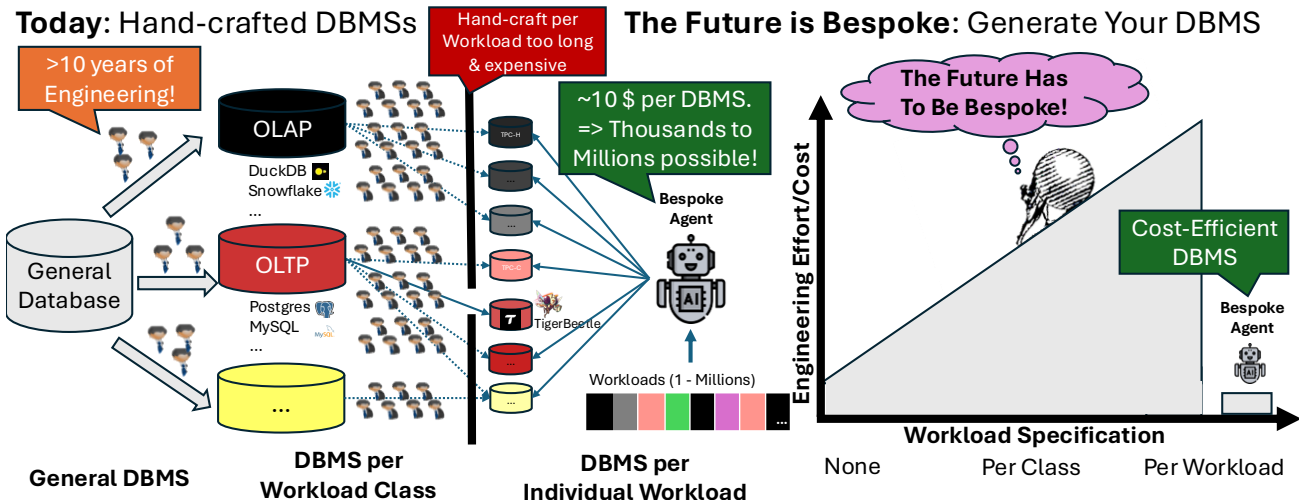 Today: Hand-crafted DBMSs
The Future is Bespoke: Generate Your DBMS
>10 years of
Engineering!
Hand-craft per
Workload too long
& expensive
~10 $ per DBMS.
=> Thousands to
Millions possible!
The Future Has
To Be Bespoke!
General
Database
OLAP
DuckDB
Snowflake
...
OLTP
Postgres
MySQL
MySQL
...
...
TPC-H
...
...
TPC-C
TigerBeetle
...
...
Bespoke
Agent
AI
Workloads (1 - Millions)
...
General DBMS
DBMS per
Workload Class
DBMS per
Individual Workload
Engineering Effort/Cost
Cost-Efficient
DBMS
Bespoke
Agent
AI
Workload Specification
None
Per Class
Per Workload